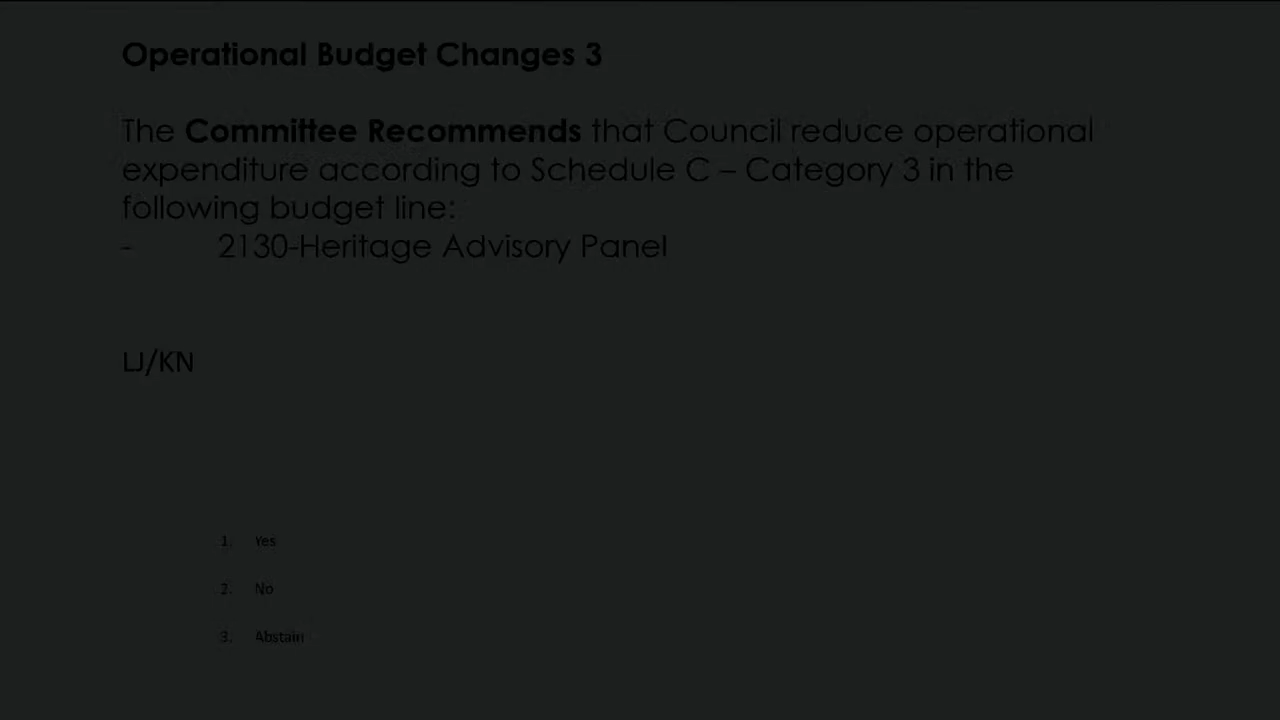 Operational Budget Changes 3
The Committee Recommends that Council reduce operational
expenditure according to Schedule C – Category 3 in the
following budget line:
- 2130-Heritage Advisory Panel
LJ/KN
1. Yes
2. No
3. Abstain